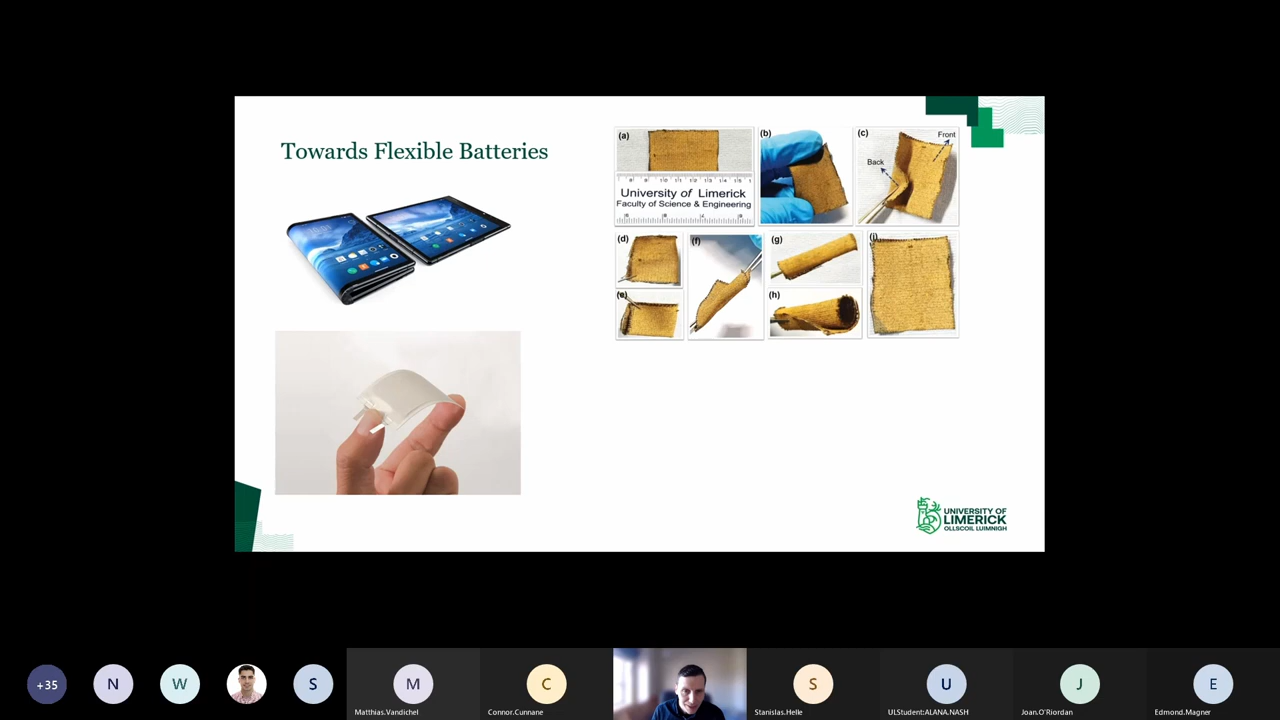 Towards Flexible Batteries
(a)
University of Limerick
Faculty of Science & Engineering
(b)
(c)
Front
Back
(d)
(e)
(f)
(g)
(h)
(i)
UNIVERSITY OF
LIMERICK
OLLSCOIL LUIMNIGH
+35
N
W
S
M
Matthias.Vandichel
C
Connor.Cunnane
S
Stanislas.Helle
U
ULStudent:ALANA.NASH
J
Joan.O'Riordan
E
Edmond.Magner